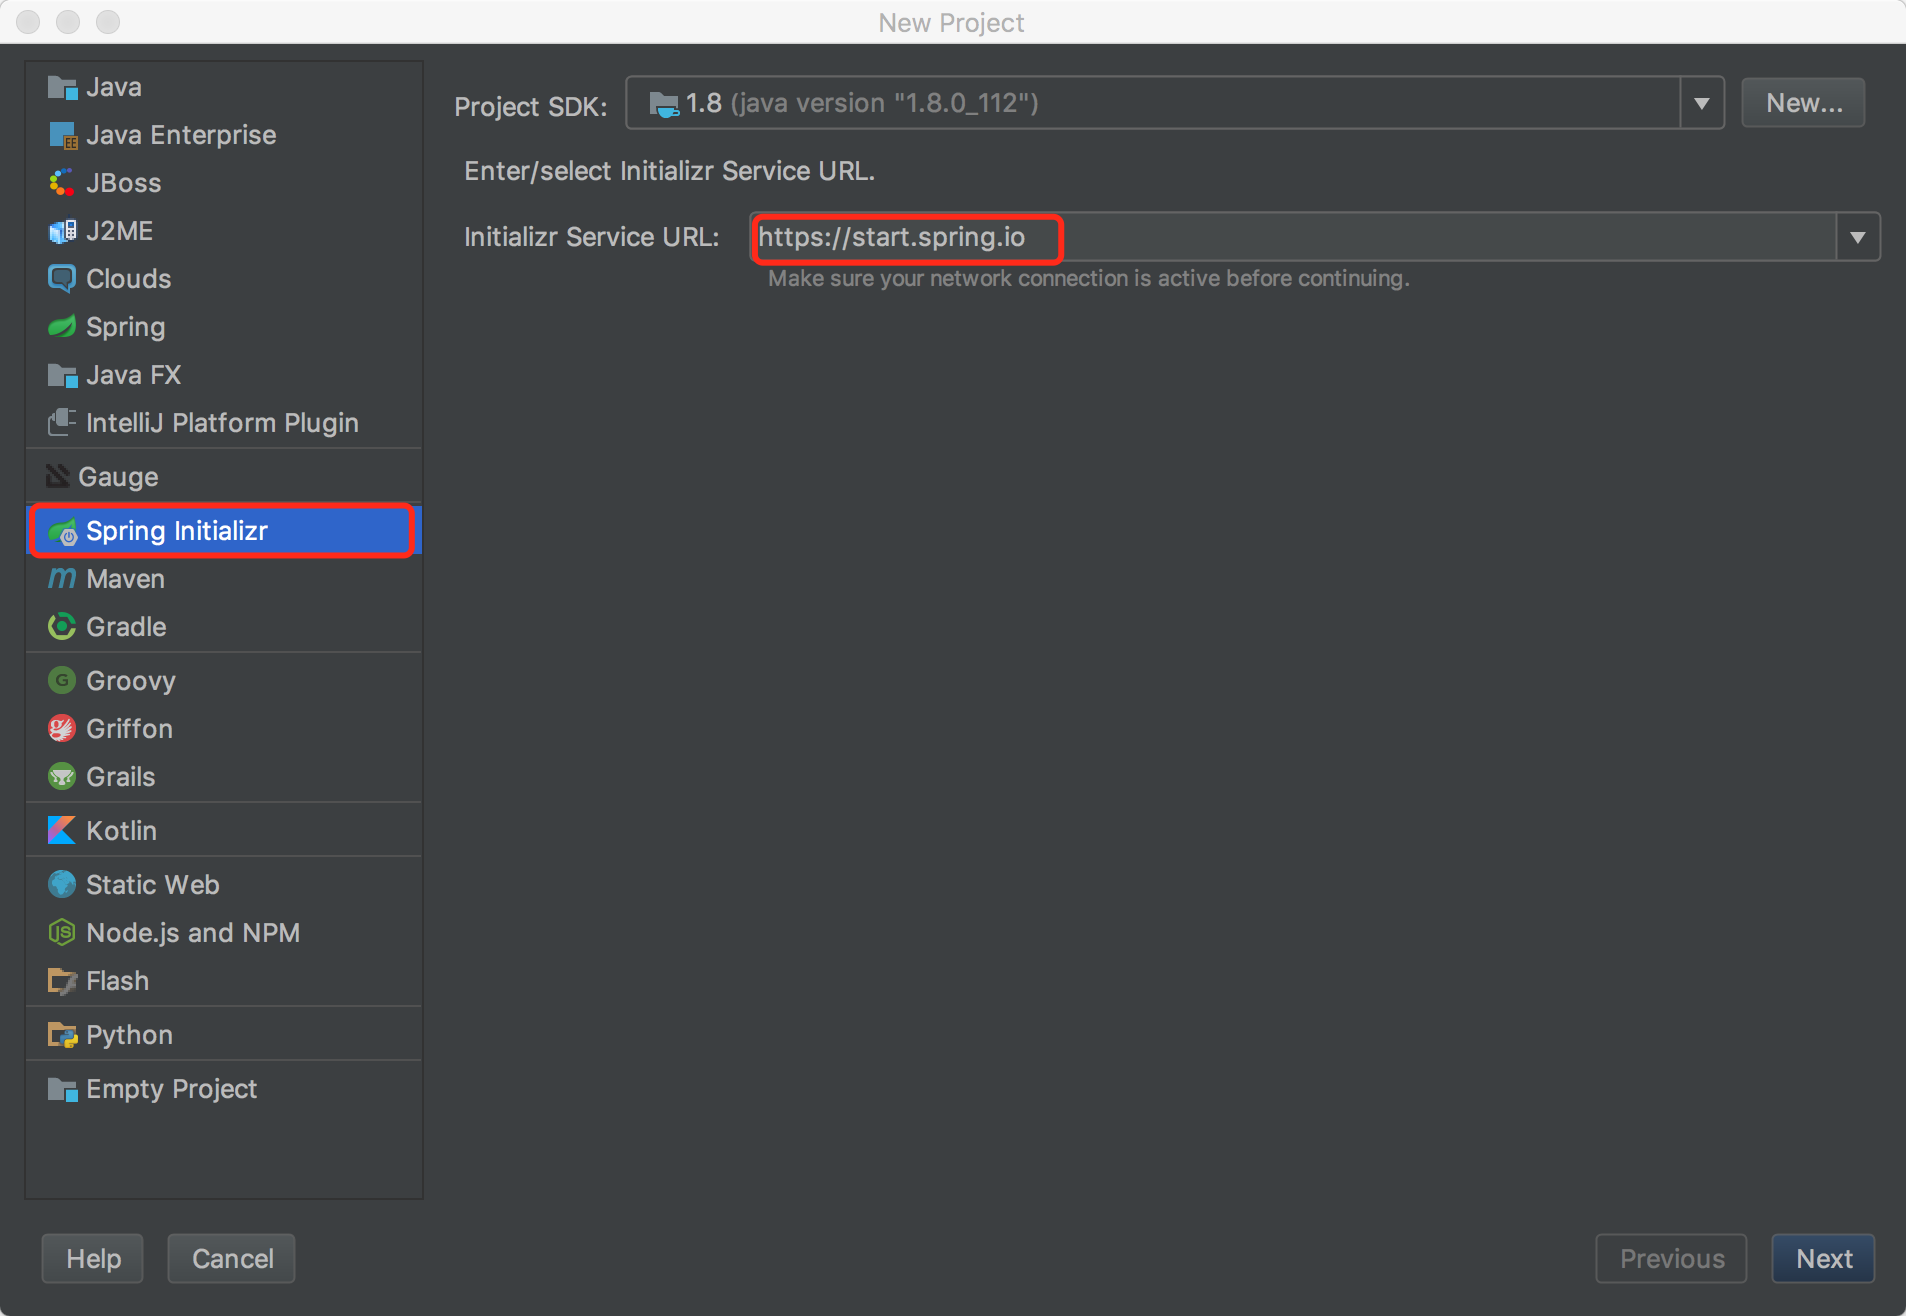 New Project
Java
Java Enterprise
JBoss
J2ME
Clouds
Spring
Java FX
IntelliJ Platform Plugin
Gauge
Spring Initializr
Maven
Gradle
Groovy
Griffon
Grails
Kotlin
Static Web
Node.js and NPM
Flash
Python
Empty Project
Project SDK: 1.8 (java version "1.8.0_112") New...
Enter/select Initializr Service URL.
Initializr Service URL: https://start.spring.io
Make sure your network connection is active before continuing.
Help Cancel Previous Next